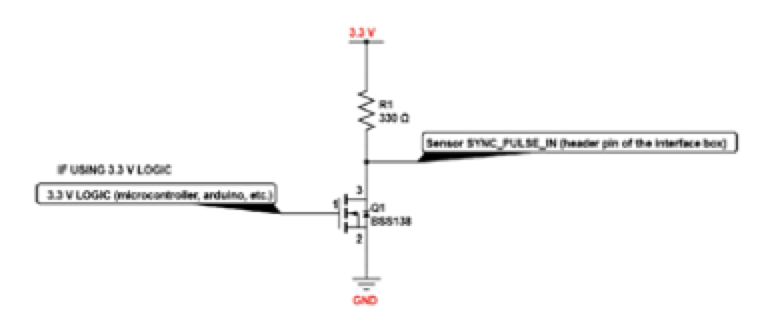 3.3 V
R1
330 Ω
Sensor SYNC_PULSE_IN (header pin of the interface box)
IF USING 3.3 V LOGIC
3.3 V LOGIC (microcontroller, arduino, etc.)
3
1
Q1
BSS138
2
GND